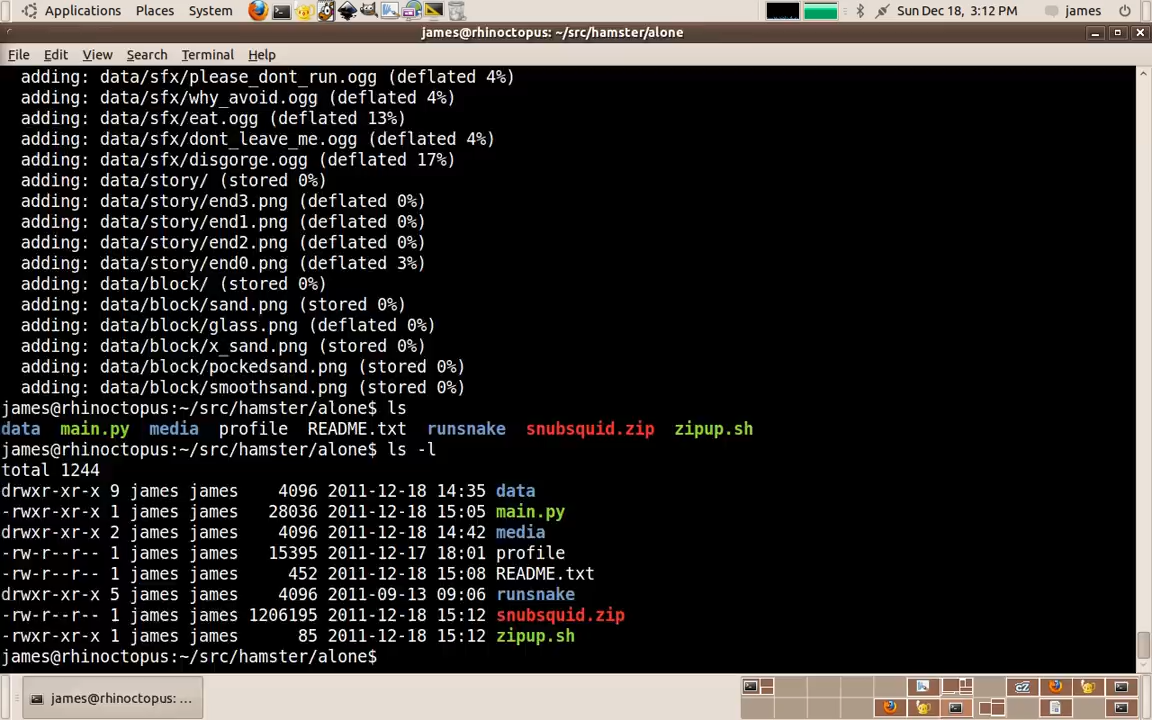 Applications Places System Sun Dec 18, 3:12 PM james
james@rhinoctopus: ~/src/hamster/alone
File Edit View Search Terminal Help
adding: data/sfx/please_dont_run.ogg (deflated 4%)
adding: data/sfx/why_avoid.ogg (deflated 4%)
adding: data/sfx/eat.ogg (deflated 13%)
adding: data/sfx/dont_leave_me.ogg (deflated 4%)
adding: data/sfx/disgorge.ogg (deflated 17%)
adding: data/story/ (stored 0%)
adding: data/story/end3.png (deflated 0%)
adding: data/story/end1.png (deflated 0%)
adding: data/story/end2.png (deflated 0%)
adding: data/story/end0.png (deflated 3%)
adding: data/block/ (stored 0%)
adding: data/block/sand.png (stored 0%)
adding: data/block/glass.png (deflated 0%)
adding: data/block/x_sand.png (stored 0%)
adding: data/block/pockedsand.png (stored 0%)
adding: data/block/smoothsand.png (stored 0%)
james@rhinoctopus:~/src/hamster/alone$ ls
data main.py media profile README.txt runsnake snubsquid.zip zipup.sh
james@rhinoctopus:~/src/hamster/alone$ ls -l
total 1244
drwxr-xr-x 9 james james 4096 2011-12-18 14:35 data
-rwxr-xr-x 1 james james 28036 2011-12-18 15:05 main.py
drwxr-xr-x 2 james james 4096 2011-12-18 14:42 media
-rw-r--r-- 1 james james 15395 2011-12-17 18:01 profile
-rw-r--r-- 1 james james 452 2011-12-18 15:08 README.txt
drwxr-xr-x 5 james james 4096 2011-09-13 09:06 runsnake
-rw-r--r-- 1 james james 1206195 2011-12-18 15:12 snubsquid.zip
-rwxr-xr-x 1 james james 85 2011-12-18 15:12 zipup.sh
james@rhinoctopus:~/src/hamster/alone$
james@rhinoctopus: ...